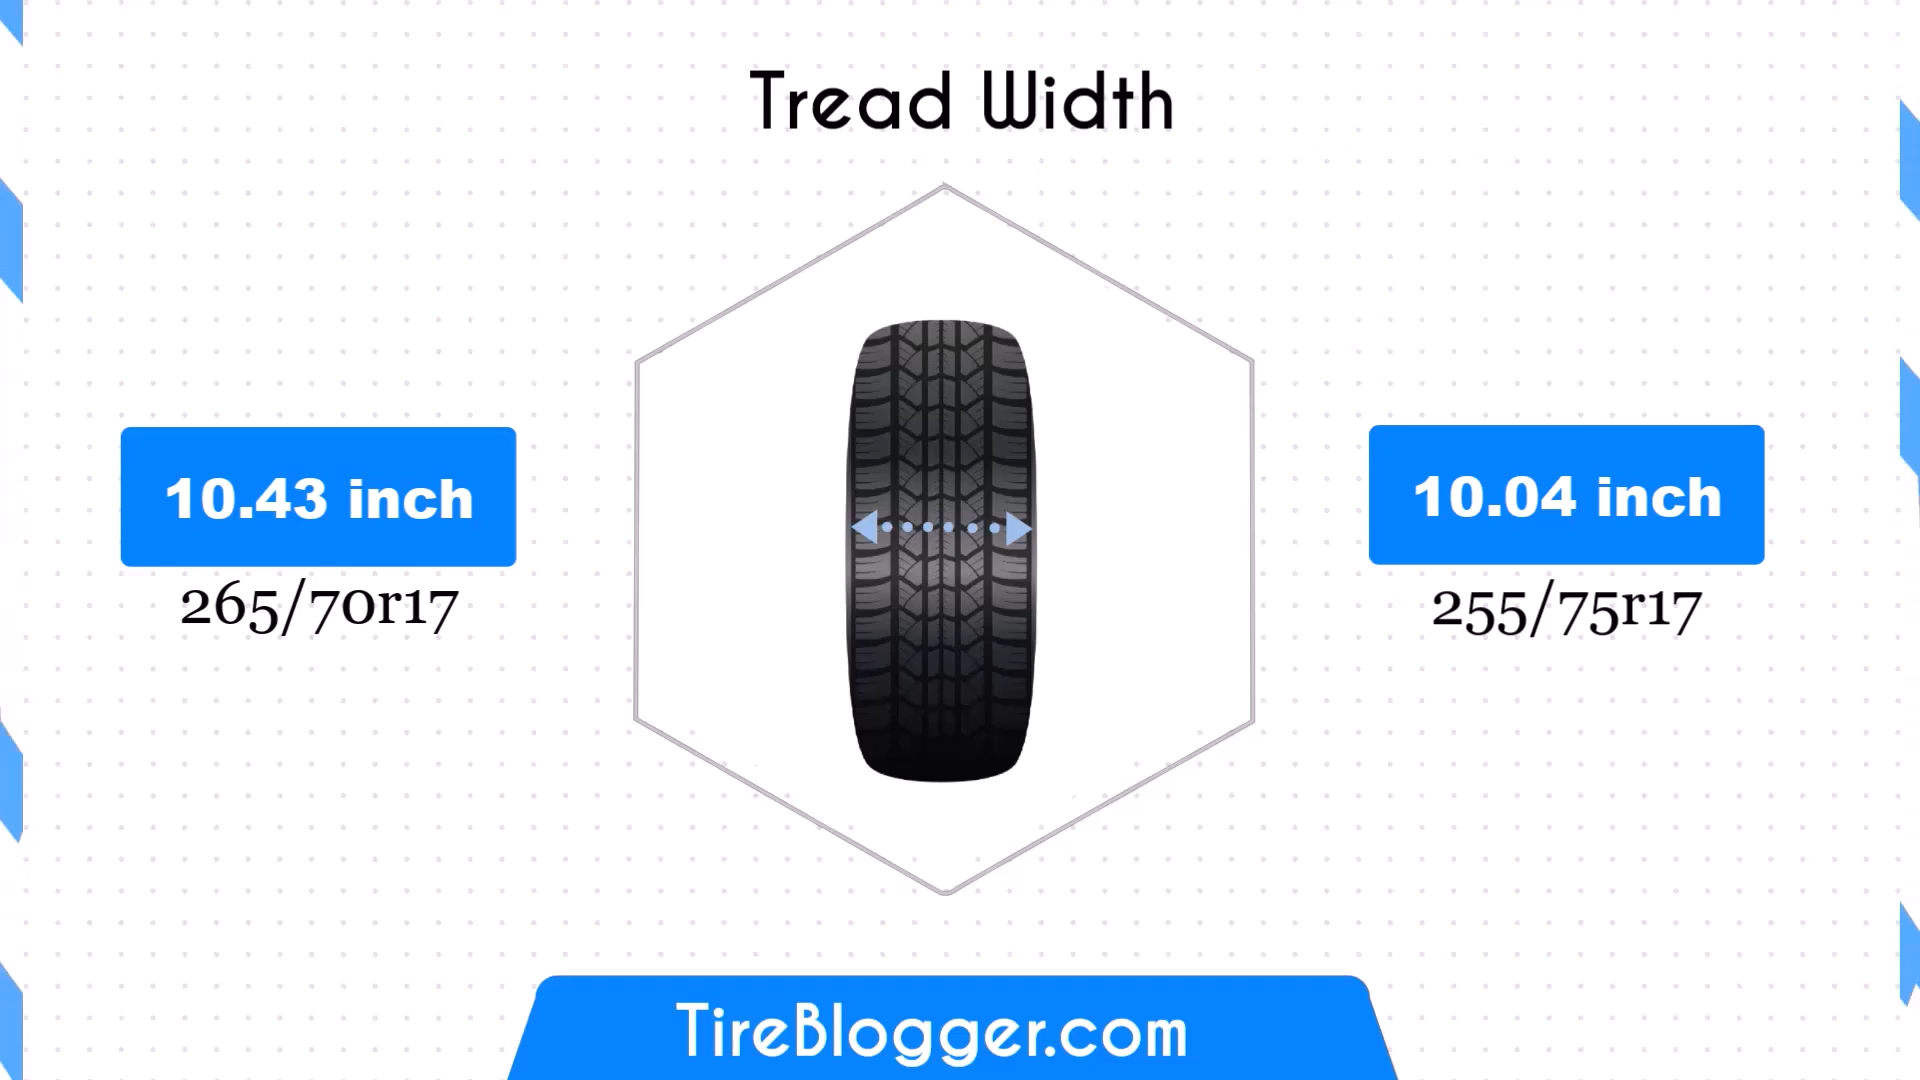 Tread Width
10.43 inch
265/70r17
10.04 inch
255/75r17
TireBlogger.com